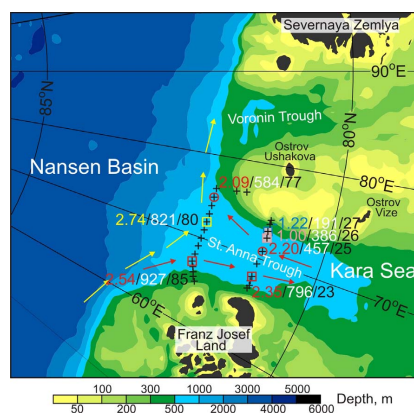 Severnaya Zemlya
90°E
85°N
80°N
Voronin Trough
Nansen Basin
Ostrov
Ushakova
80°E
2.09/584/77
Ostrov
Vize
2.74/821/80
1.22/191/27
1.00/386/26
St. Anna Trough
2.20/457/25
Kara Sea
2.54/927/85
2.36/796/23
70°E
60°E
Franz Josef
Land
100 300 1000 3000 5000
Depth, m
50 200 500 2000 4000 6000